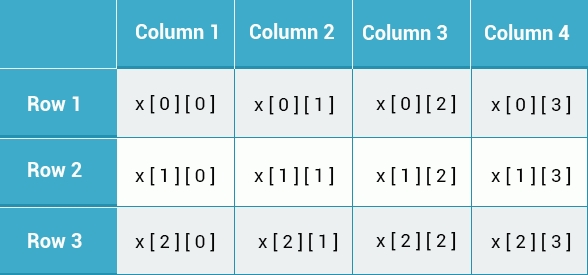 Column 1 Column 2 Column 3 Column 4
Row 1 x[0][0] x[0][1] x[0][2] x[0][3]
Row 2 x[1][0] x[1][1] x[1][2] x[1][3]
Row 3 x[2][0] x[2][1] x[2][2] x[2][3]